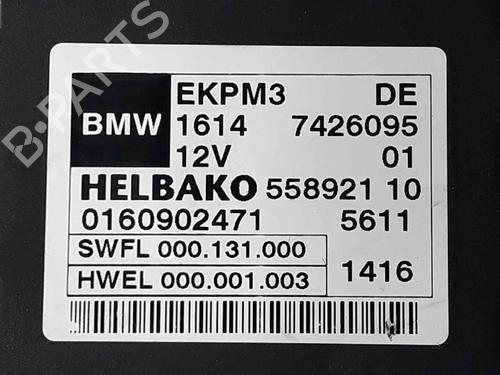 B-PARTS
BMW
EKPM3 DE
1614 7426095
12V 01
HELBAKO 558921 10
0160902471 5611
SWFL 000.131.000
HWEL 000.001.003
1416